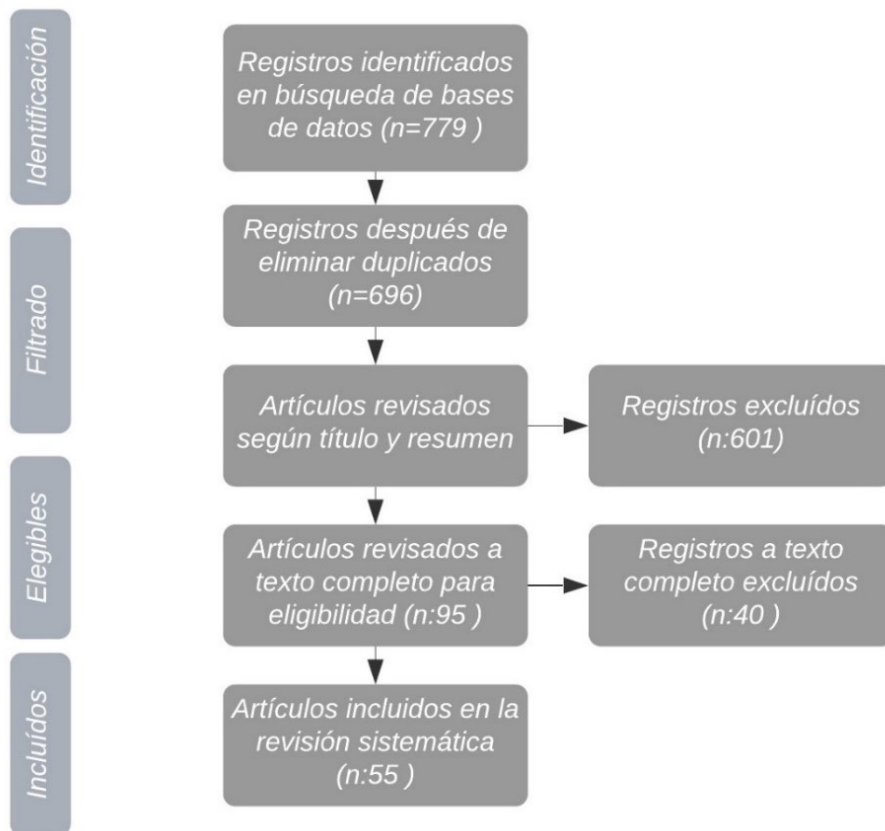 Identificación
Registros identificados
en búsqueda de bases
de datos (n=779 )
Filtrado
Registros después de
eliminar duplicados
(n=696)
Artículos revisados
según título y resumen
Registros excluídos
(n:601)
Elegibles
Artículos revisados a
texto completo para
eligibilidad (n:95 )
Registros a texto
completo excluídos
(n:40 )
Incluídos
Artículos incluidos en la
revisión sistemática
(n:55 )